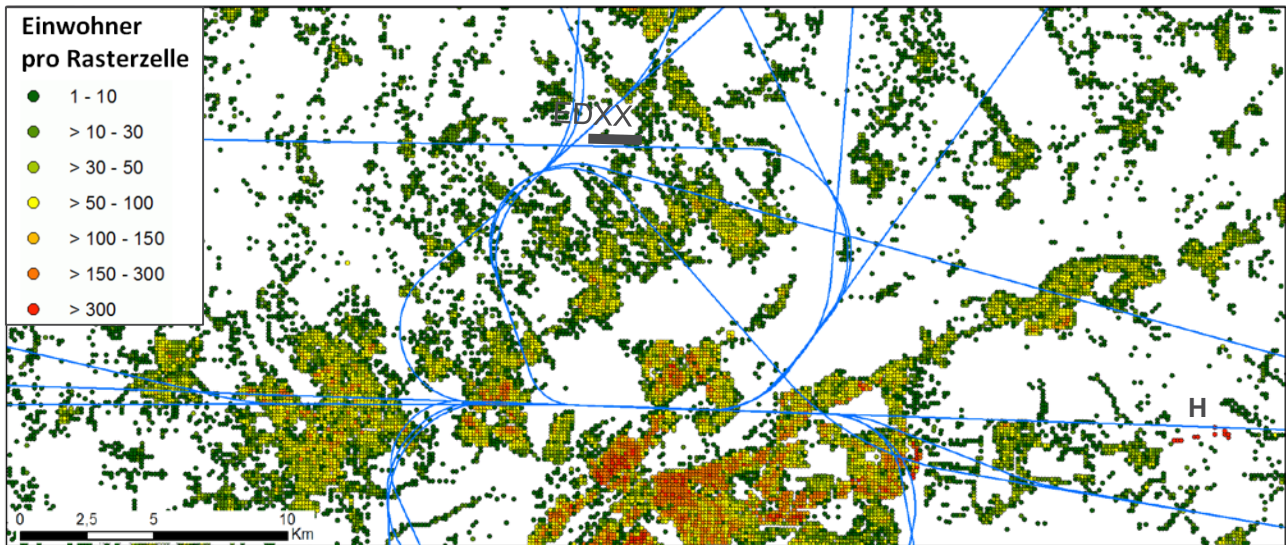 Einwohner
pro Rasterzelle
1 - 10
> 10 - 30
> 30 - 50
> 50 - 100
> 100 - 150
> 150 - 300
> 300
EDXX
H
0 2,5 5 10
Km